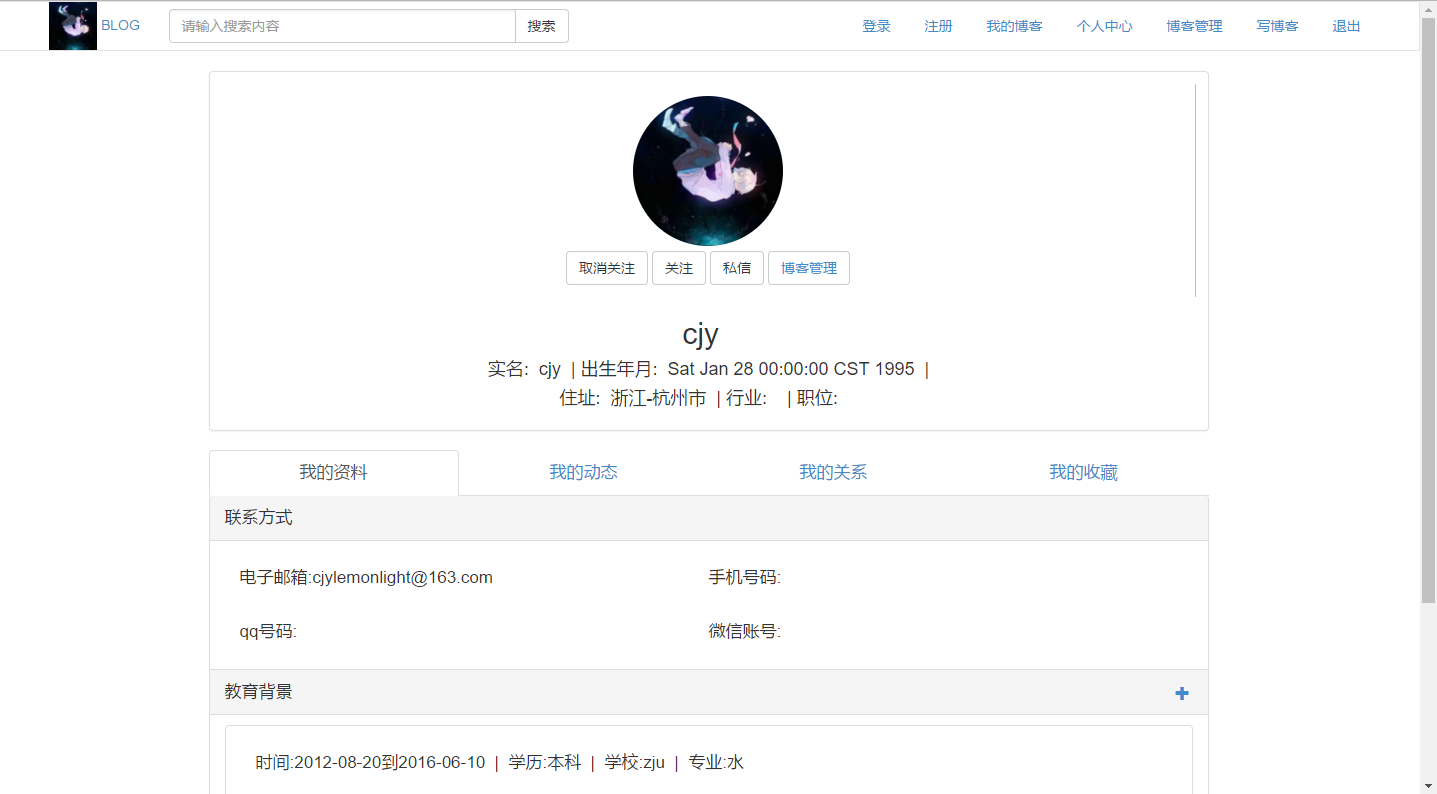 BLOG 请输入搜索内容 搜索 登录 注册 我的博客 个人中心 博客管理 写博客 退出
取消关注 关注 私信 博客管理
cjy
实名: cjy | 出生年月: Sat Jan 28 00:00:00 CST 1995 |
住址: 浙江-杭州市 | 行业: | 职位:
我的资料 我的动态 我的关系 我的收藏
联系方式
电子邮箱:cjylemonlight@163.com 手机号码:
qq号码: 微信账号:
教育背景
时间:2012-08-20到2016-06-10 | 学历:本科 | 学校:zju | 专业:水